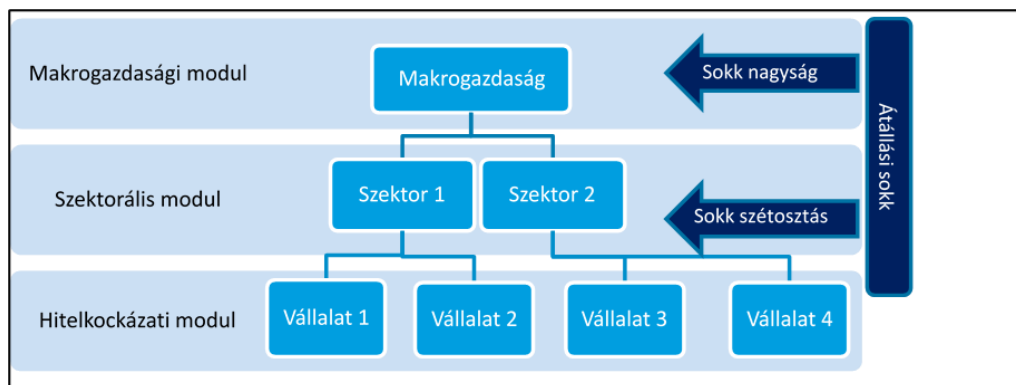 Makrogazdasági modul
Makrogazdaság
Sokk nagyság
Átállási sokk
Szektorális modul
Szektor 1
Szektor 2
Sokk szétosztás
Hitelkockázati modul
Vállalat 1
Vállalat 2
Vállalat 3
Vállalat 4